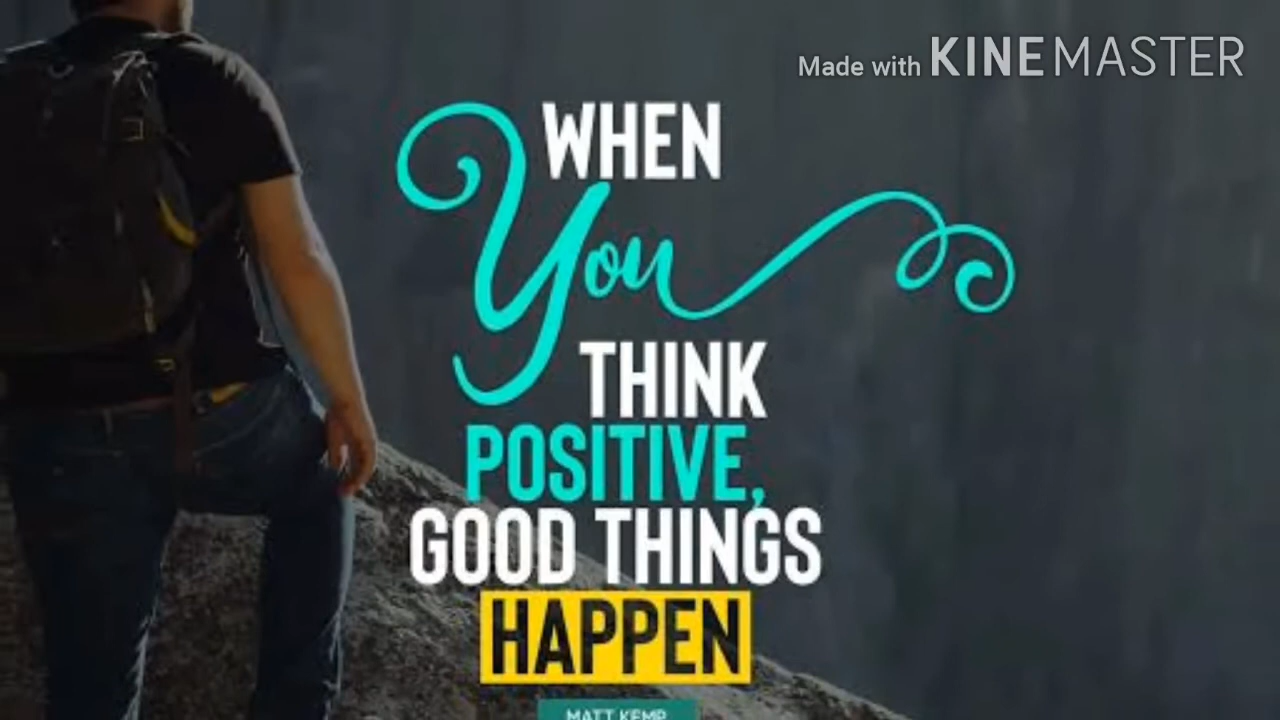 Made with KINEMASTER
WHEN
You
THINK
POSITIVE,
GOOD THINGS
HAPPEN
MATT KEMP